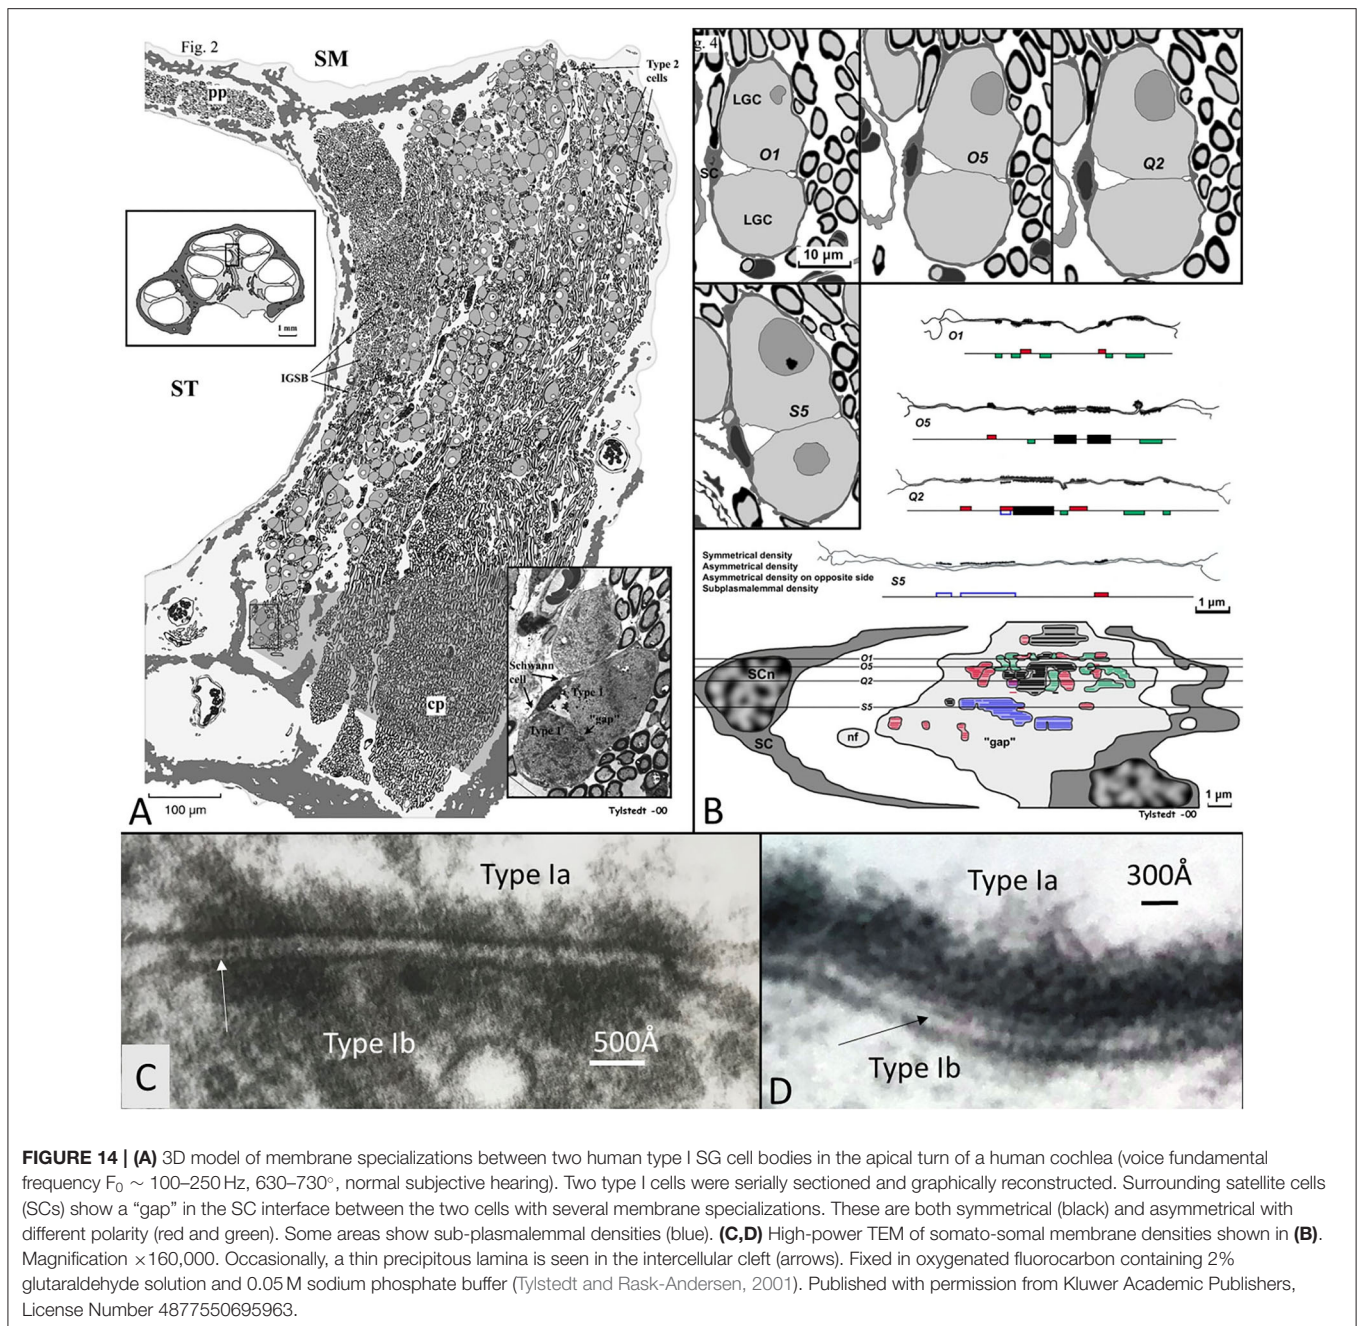 Fig. 2
SM
Type 2
cells
pp
1 mm
ST
IGSB
Schwann
cell
Type I
"gap"
Type I
cp
A
100 µm
Tylstedt -00
g. 4
LGC
O1
SC
LGC
10 µm
O5
Q2
S5
O1
O5
Q2
Symmetrical density
Asymmetrical density
Asymmetrical density on opposite side
Subplasmalemmal density
S5
1 µm
O1
O5
Q2
S5
SCn
SC
nf
"gap"
B
1 µm
Tylstedt -00
Type Ia
Type Ib
500Å
C
Type Ia
300Å
Type Ib
D
FIGURE 14 | (A) 3D model of membrane specializations between two human type I SG cell bodies in the apical turn of a human cochlea (voice fundamental
frequency F₀ ∼ 100–250 Hz, 630–730°, normal subjective hearing). Two type I cells were serially sectioned and graphically reconstructed. Surrounding satellite cells
(SCs) show a “gap” in the SC interface between the two cells with several membrane specializations. These are both symmetrical (black) and asymmetrical with
different polarity (red and green). Some areas show sub-plasmalemmal densities (blue). (C,D) High-power TEM of somato-somal membrane densities shown in (B).
Magnification ×160,000. Occasionally, a thin precipitous lamina is seen in the intercellular cleft (arrows). Fixed in oxygenated fluorocarbon containing 2%
glutaraldehyde solution and 0.05 M sodium phosphate buffer (Tylstedt and Rask-Andersen, 2001). Published with permission from Kluwer Academic Publishers,
License Number 4877550695963.